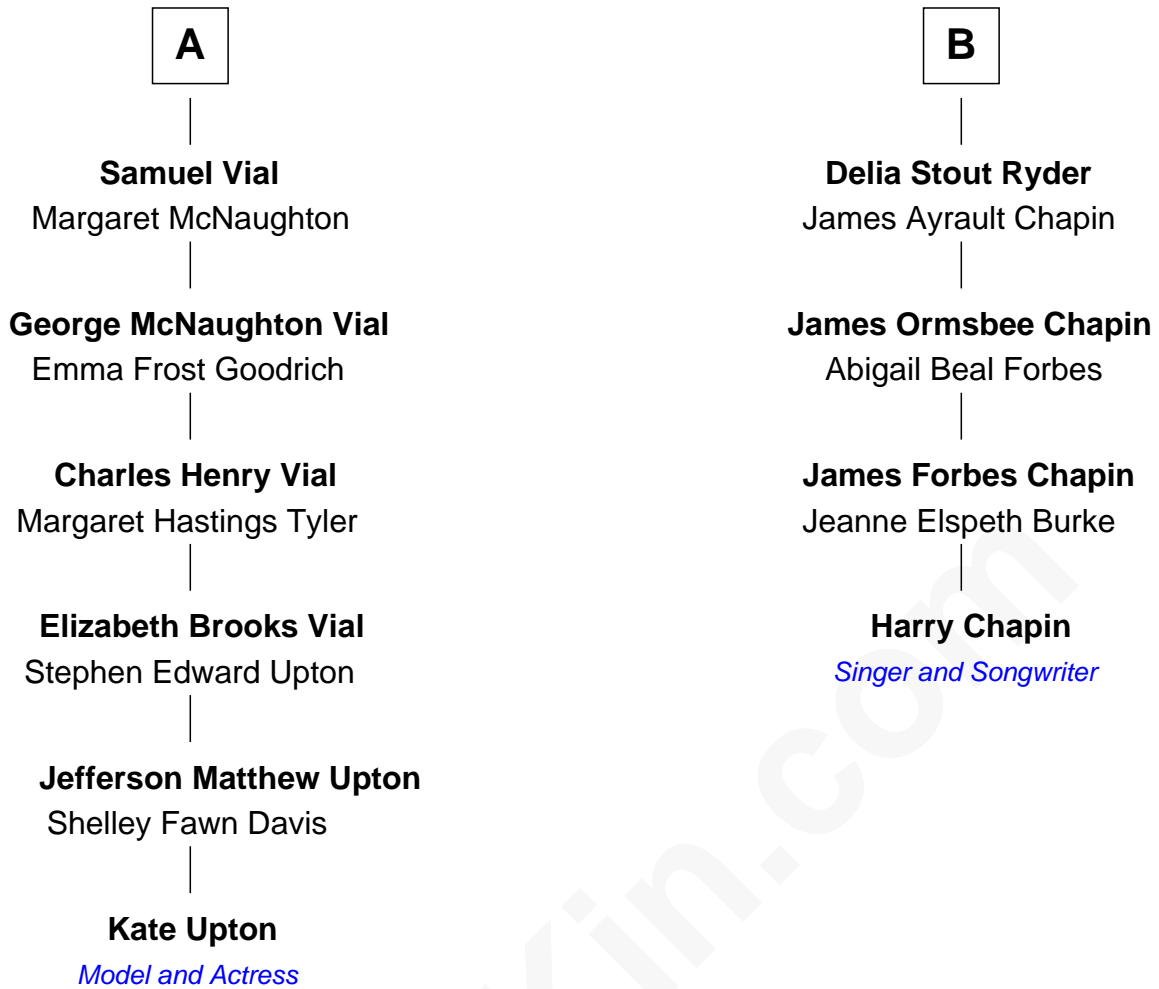 A
Samuel Vial
Margaret McNaughton
George McNaughton Vial
Emma Frost Goodrich
Charles Henry Vial
Margaret Hastings Tyler
Elizabeth Brooks Vial
Stephen Edward Upton
Jefferson Matthew Upton
Shelley Fawn Davis
Kate Upton
Model and Actress
B
Delia Stout Ryder
James Ayrault Chapin
James Ormsbee Chapin
Abigail Beal Forbes
James Forbes Chapin
Jeanne Elspeth Burke
Harry Chapin
Singer and Songwriter
Kin.com